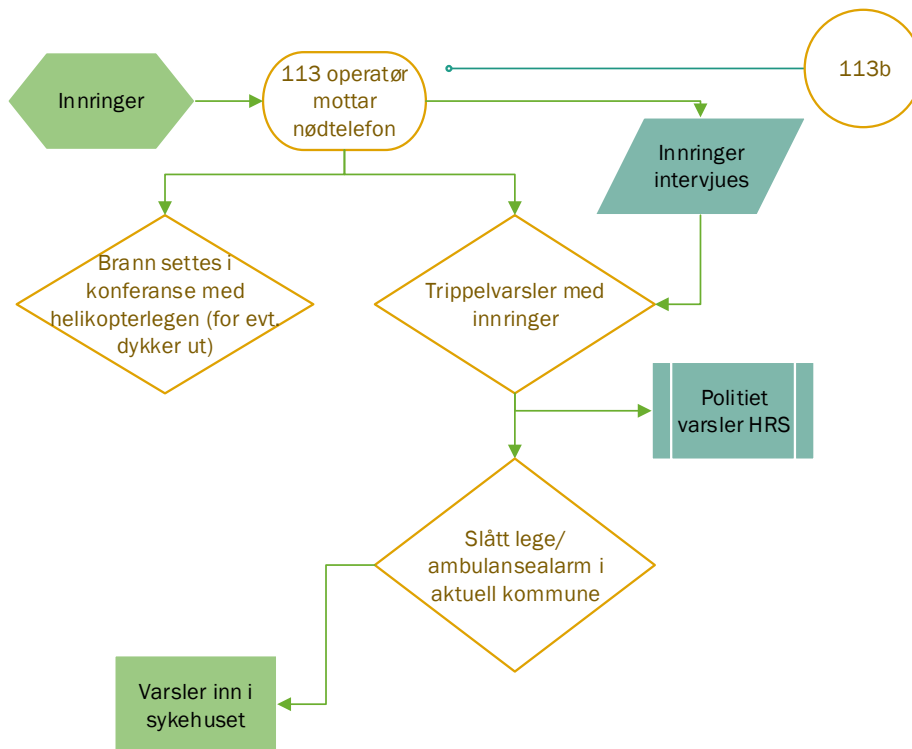 Innringer
113 operatør
mottar
nødtelefon
113b
Innringer
intervjues
Brann settes i
konferanse med
helikopterlegen (for evt.
dykker ut)
Trippelvarsler med
innringer
Politiet
varsler HRS
Slått lege/
ambulansealarm i
aktuell kommune
Varsler inn i
sykehuset